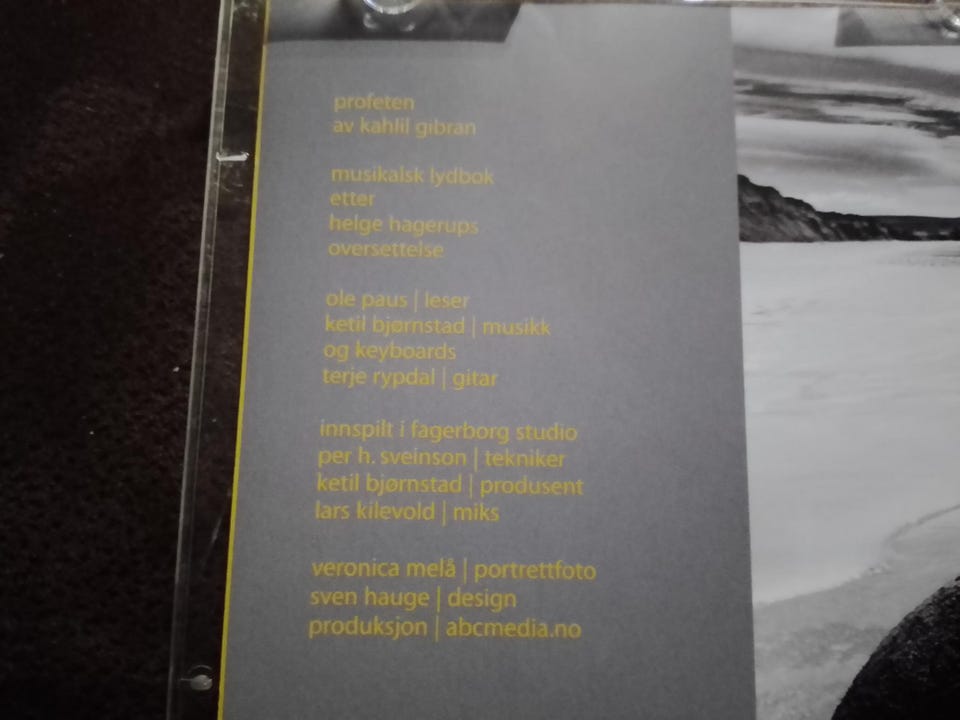 profeten
av kahlil gibran
musikalsk lydbok
etter
helge hagerups
oversettelse
ole paus | leser
ketil bjørnstad | musikk
og keyboards
terje rypdal | gitar
innspilt i fagerborg studio
per h. sveinson | tekniker
ketil bjørnstad | produsent
lars kilevold | miks
veronica melå | portrettfoto
sven hauge | design
produksjon | abcmedia.no